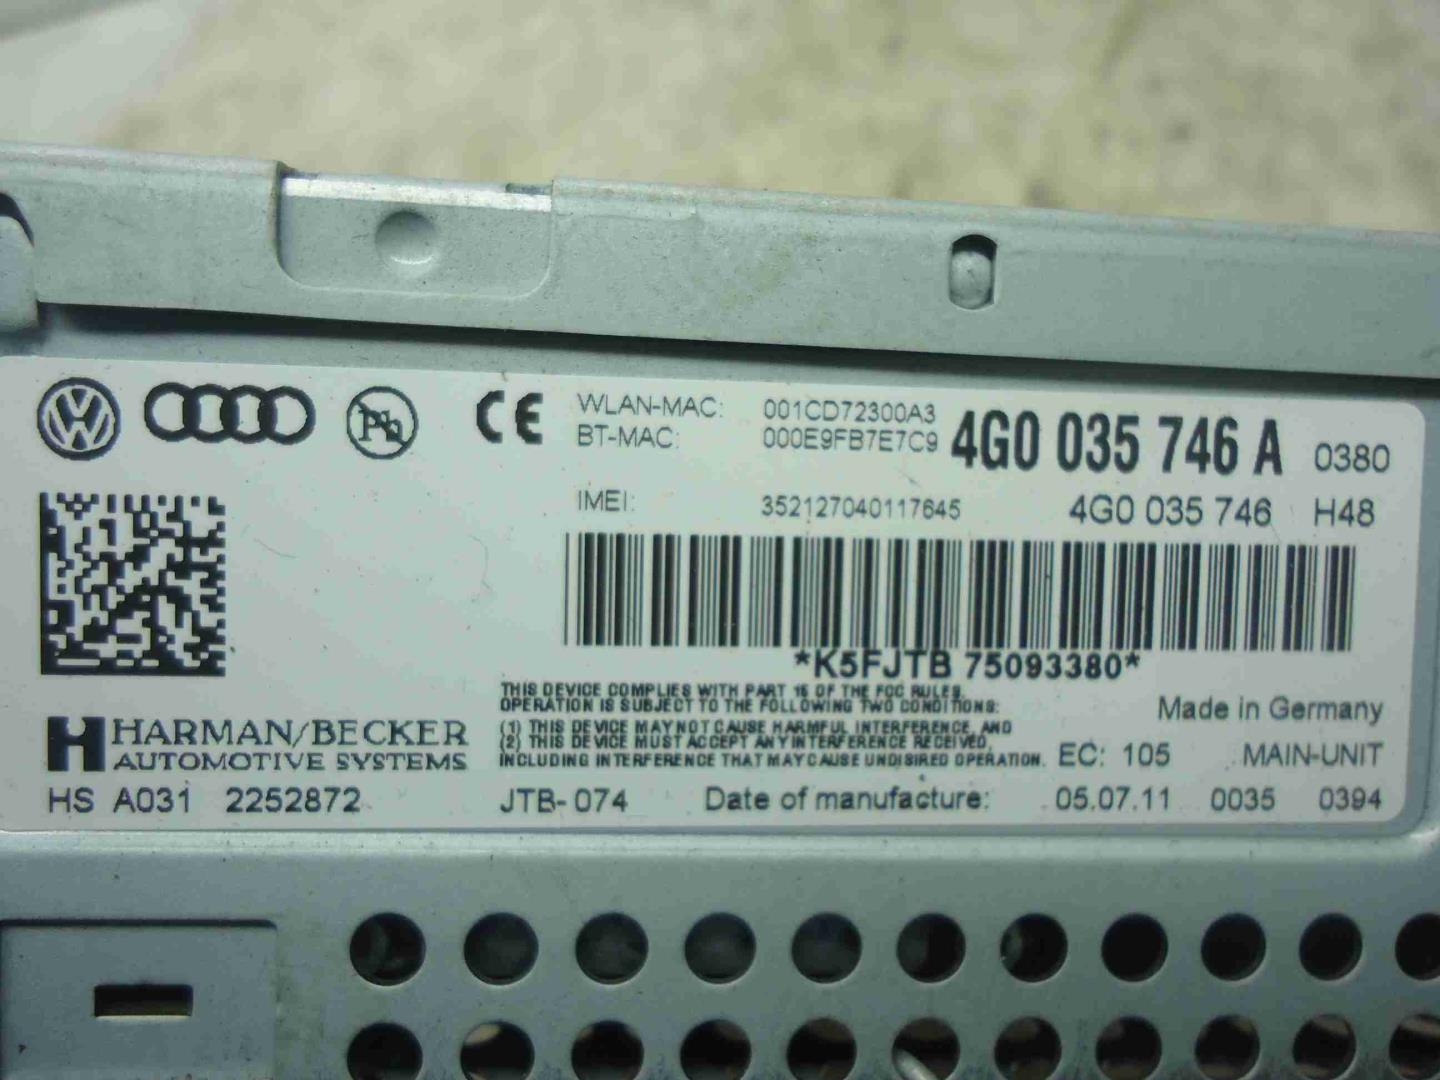 WLAN-MAC: 001CD72300A3
BT-MAC: 000E9FB7E7C9
4G0 035 746 A 0380
IMEI: 352127040117645
4G0 035 746 H48
*K5FJTB 75093380*
THIS DEVICE COMPLIES WITH PART 15 OF THE FCC RULES.
OPERATION IS SUBJECT TO THE FOLLOWING TWO CONDITIONS:
(1) THIS DEVICE MAY NOT CAUSE HARMFUL INTERFERENCE, AND
(2) THIS DEVICE MUST ACCEPT ANY INTERFERENCE RECEIVED,
INCLUDING INTERFERENCE THAT MAY CAUSE UNDISIRED OPERATION.
Made in Germany
HARMAN/BECKER
AUTOMOTIVE SYSTEMS
EC: 105 MAIN-UNIT
HS A031 2252872 JTB-074 Date of manufacture: 05.07.11 0035 0394
Pb
CE